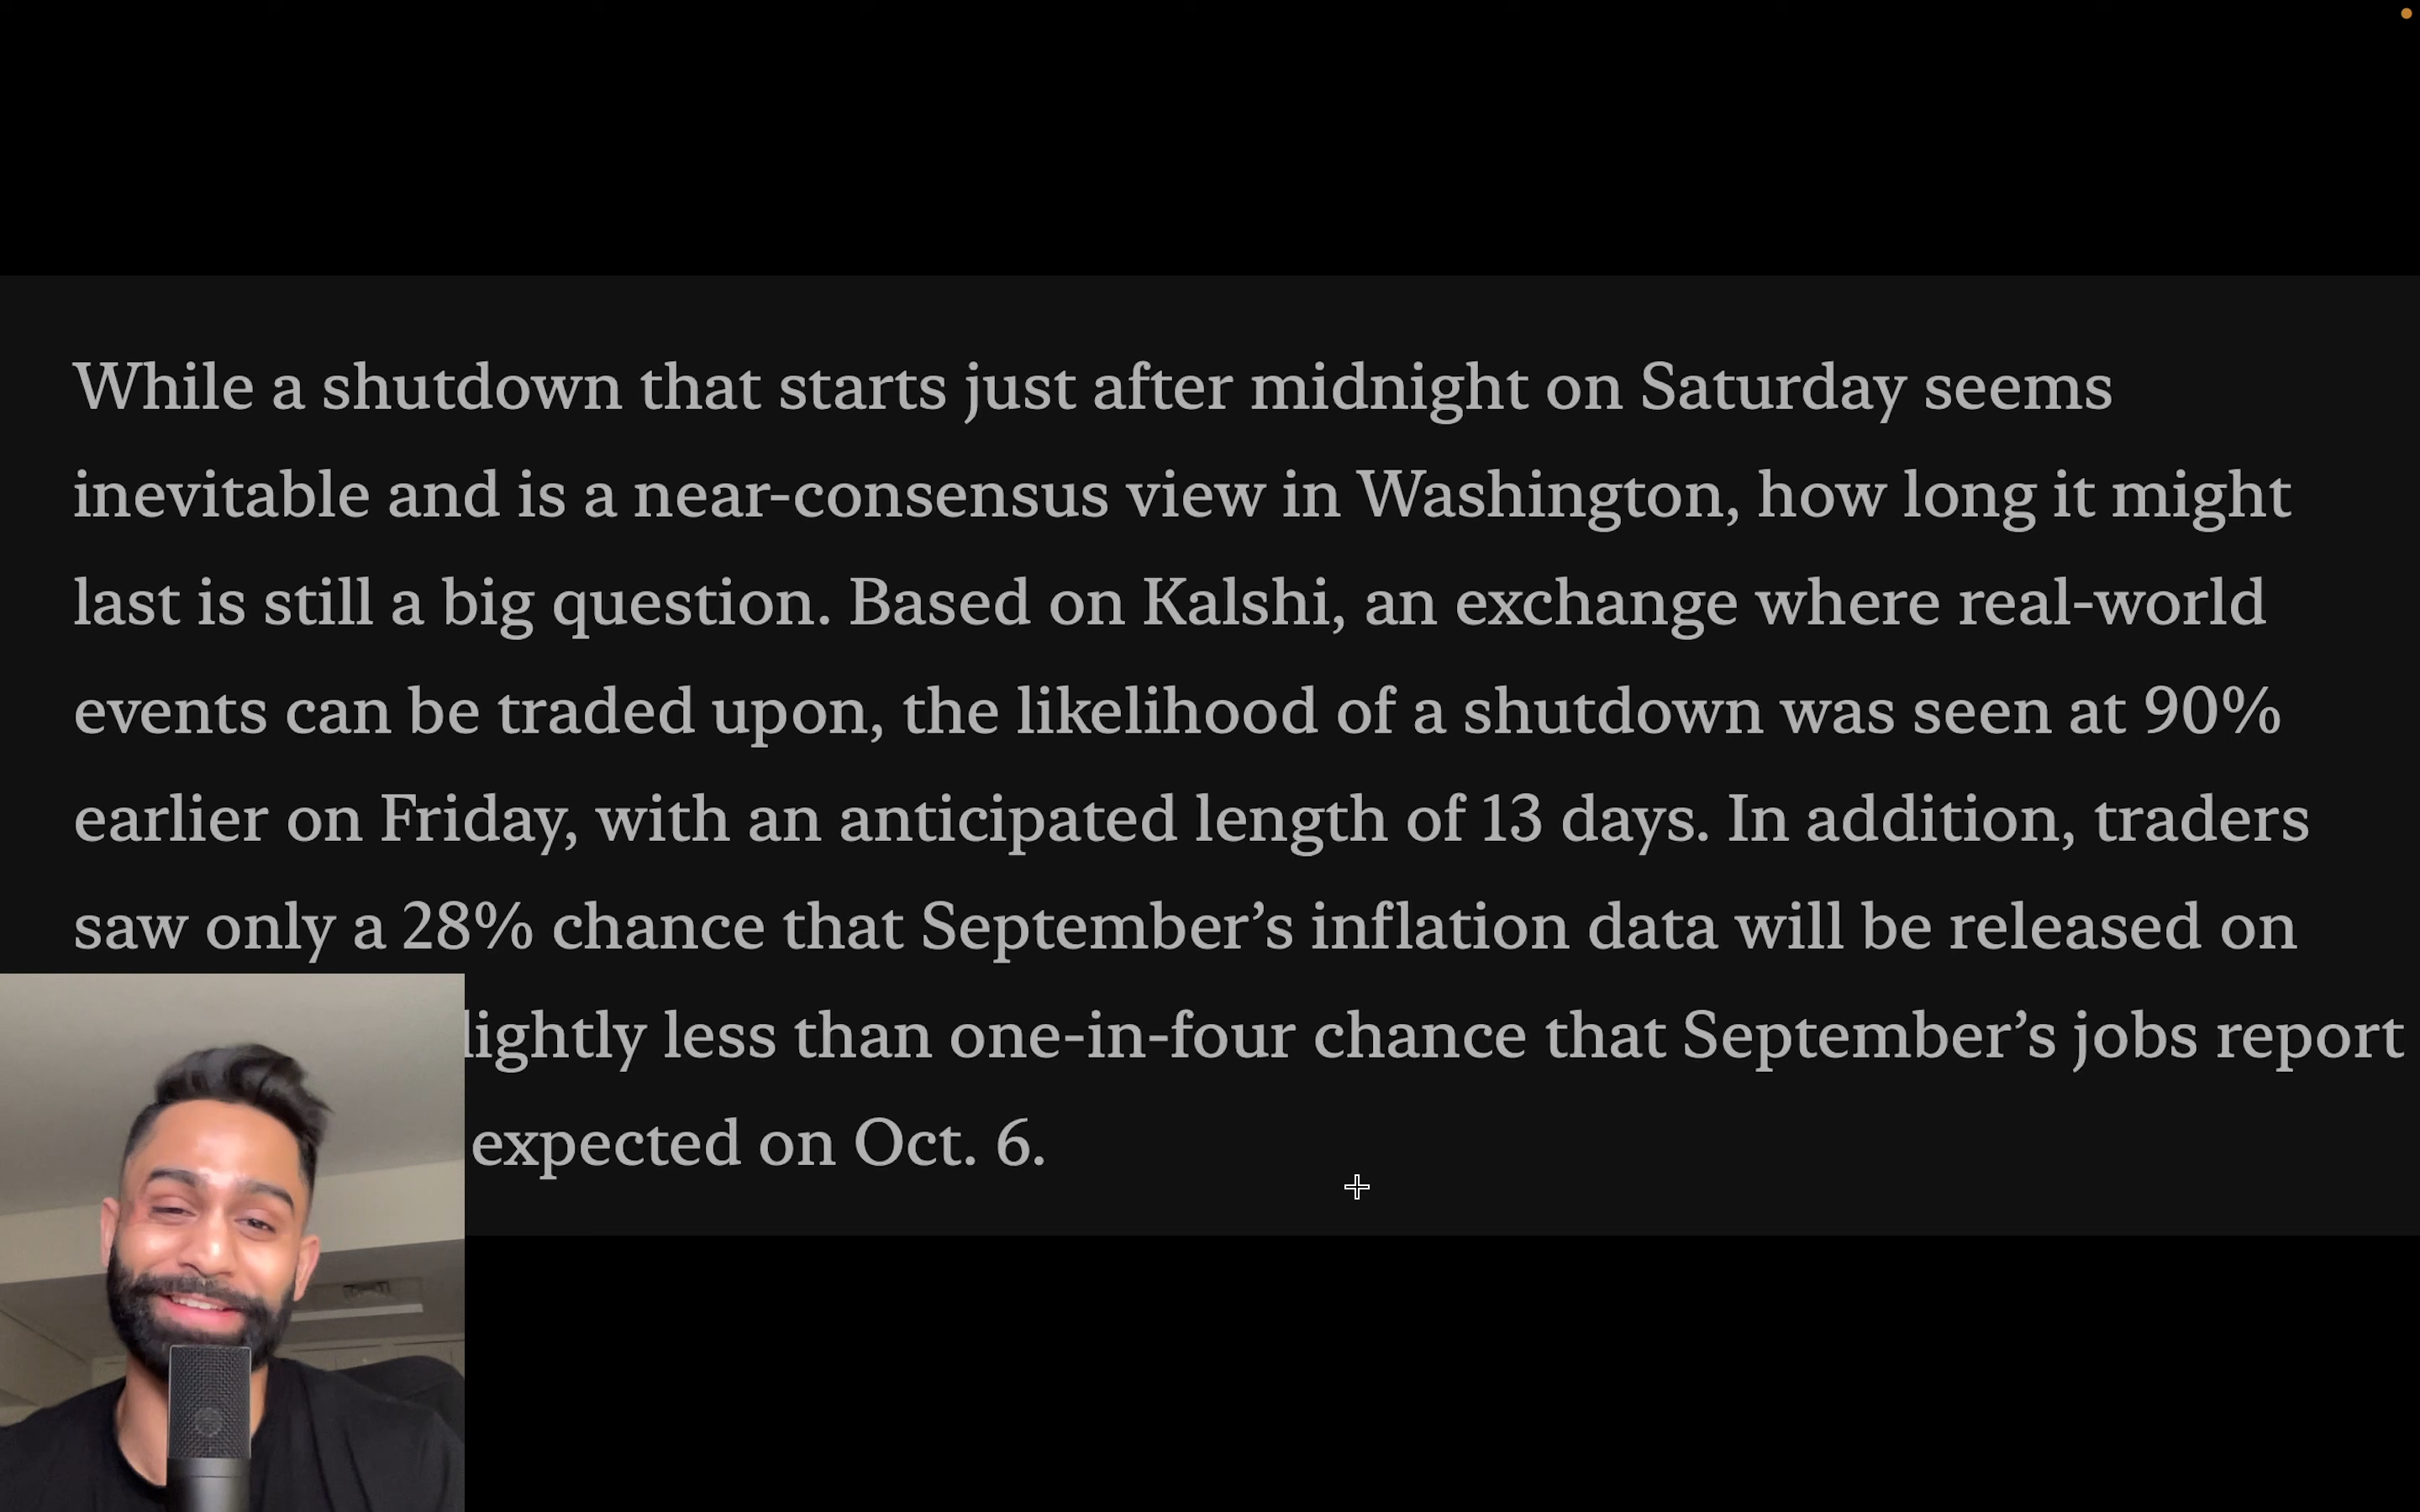 While a shutdown that starts just after midnight on Saturday seems
inevitable and is a near-consensus view in Washington, how long it might
last is still a big question. Based on Kalshi, an exchange where real-world
events can be traded upon, the likelihood of a shutdown was seen at 90%
earlier on Friday, with an anticipated length of 13 days. In addition, traders
saw only a 28% chance that September’s inflation data will be released on
lightly less than one-in-four chance that September’s jobs report
expected on Oct. 6.